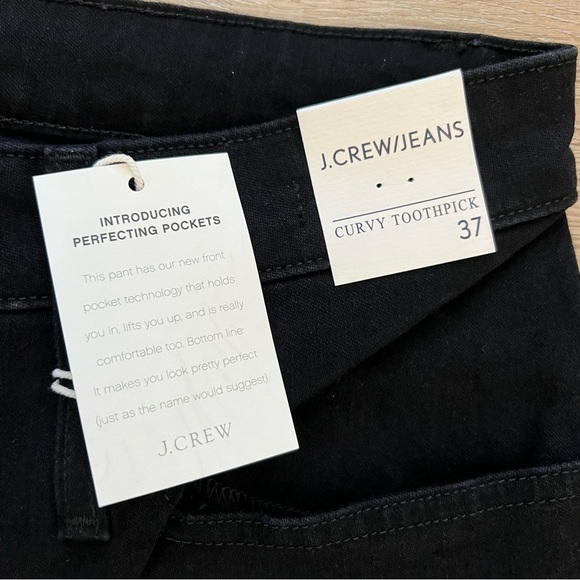 INTRODUCING
PERFECTING POCKETS
This pant has our new front
pocket technology that holds
you in, lifts you up, and is really
comfortable too. Bottom line:
It makes you look pretty perfect
(just as the name would suggest).
J.CREW
J.CREW/JEANS
CURVY TOOTHPICK
37